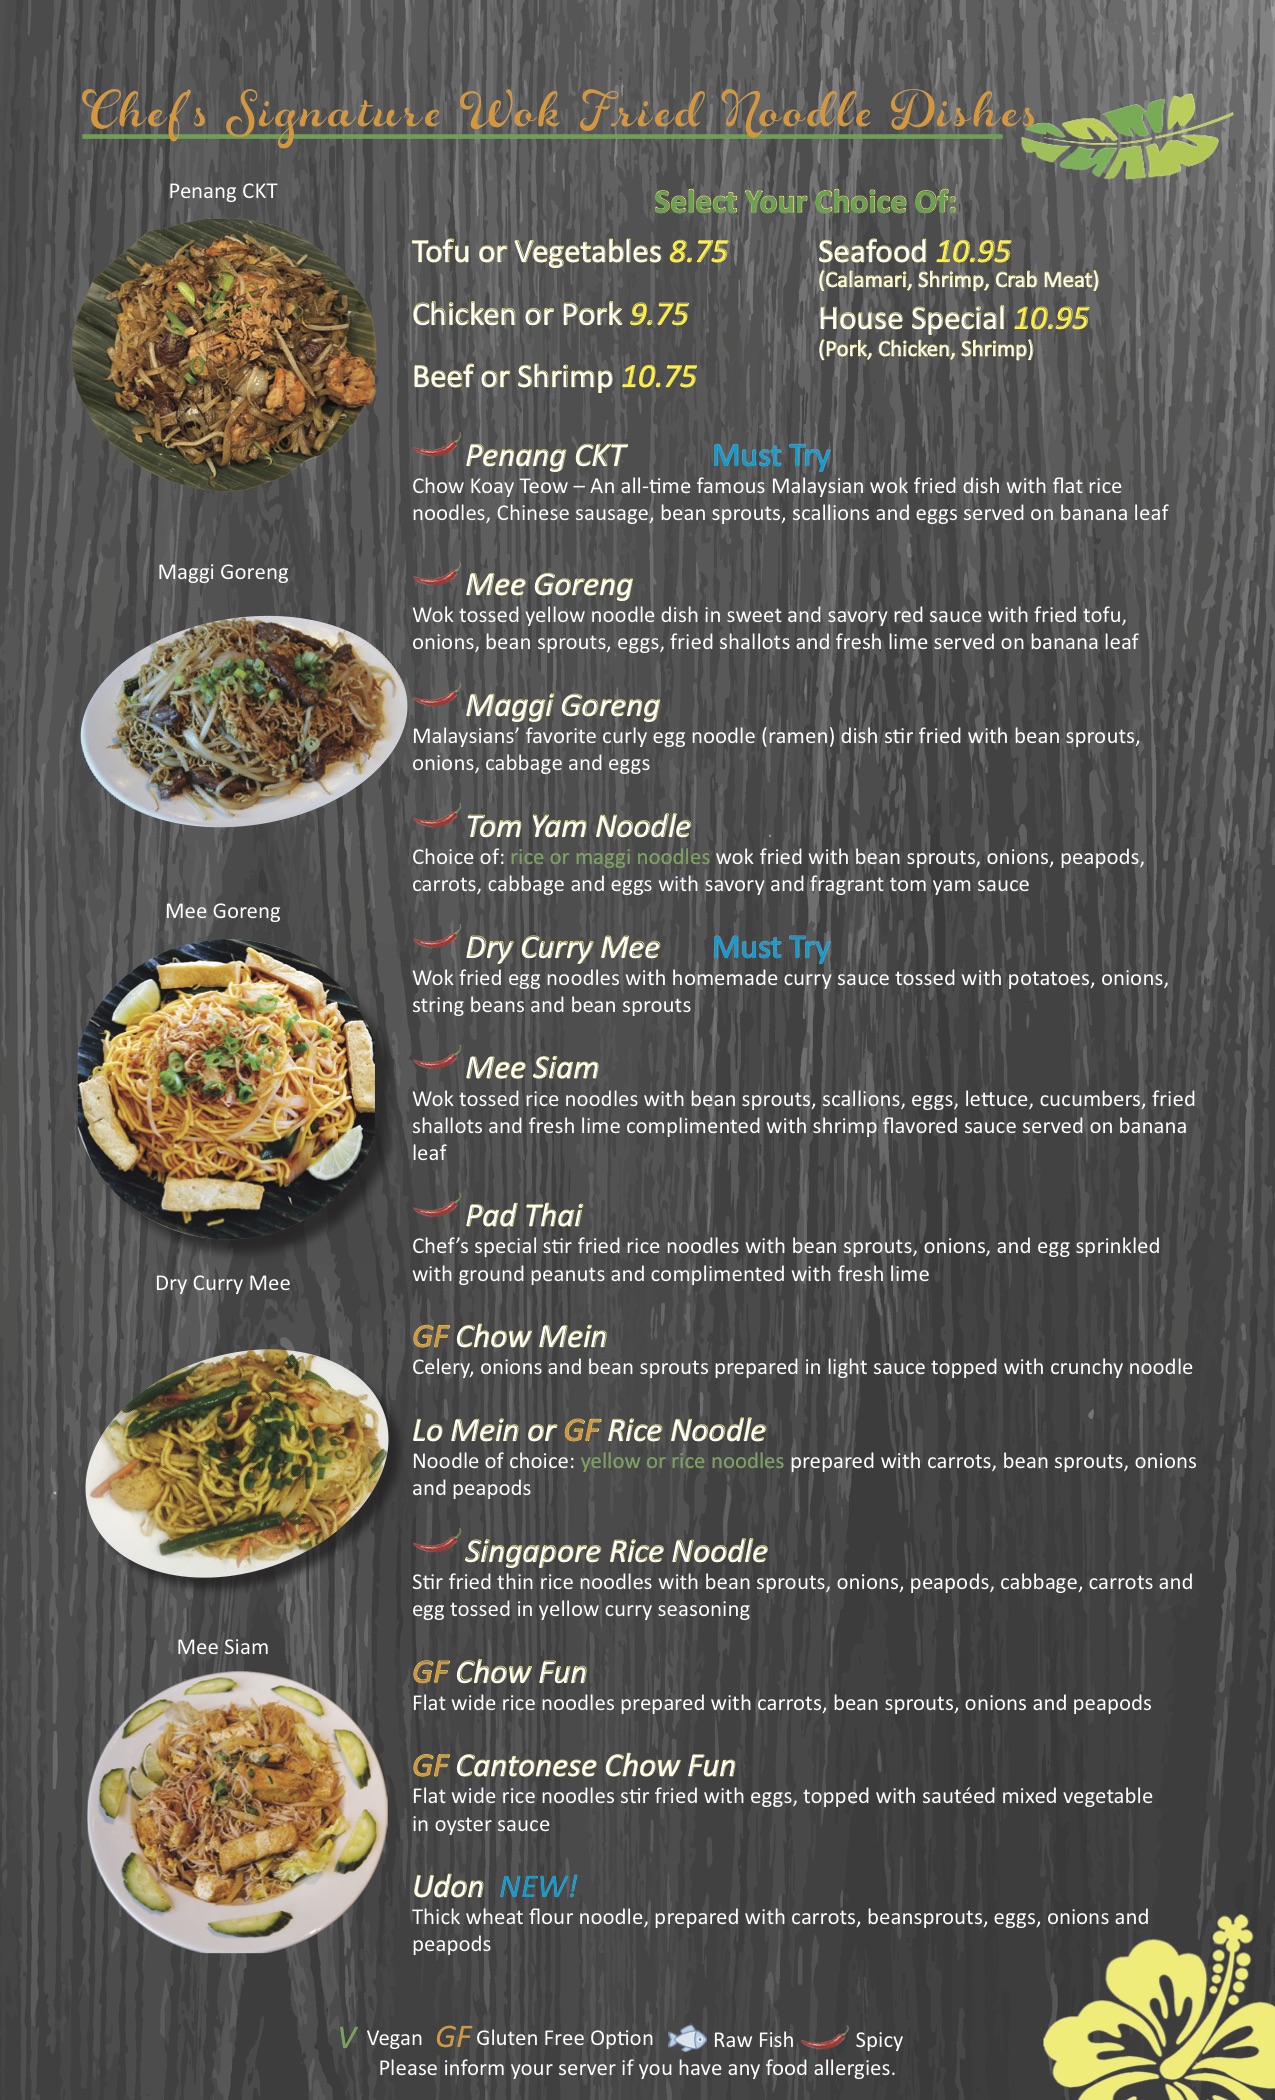 Chef's Signature Wok Fried Noodle Dishes
Penang CKT
Select Your Choice Of:
Tofu or Vegetables 8.75
Chicken or Pork 9.75
Beef or Shrimp 10.75
Seafood 10.95
(Calamari, Shrimp, Crab Meat)
House Special 10.95
(Pork, Chicken, Shrimp)
Penang CKT Must Try
Chow Koay Teow – An all-time famous Malaysian wok fried dish with flat rice
noodles, Chinese sausage, bean sprouts, scallions and eggs served on banana leaf
Maggi Goreng
Mee Goreng
Wok tossed yellow noodle dish in sweet and savory red sauce with fried tofu,
onions, bean sprouts, eggs, fried shallots and fresh lime served on banana leaf
Maggi Goreng
Malaysians' favorite curly egg noodle (ramen) dish stir fried with bean sprouts,
onions, cabbage and eggs
Tom Yam Noodle
Choice of: rice or maggi noodles wok fried with bean sprouts, onions, peapods,
carrots, cabbage and eggs with savory and fragrant tom yam sauce
Mee Goreng
Dry Curry Mee Must Try
Wok fried egg noodles with homemade curry sauce tossed with potatoes, onions,
string beans and bean sprouts
Mee Siam
Wok tossed rice noodles with bean sprouts, scallions, eggs, lettuce, cucumbers, fried
shallots and fresh lime complimented with shrimp flavored sauce served on banana
leaf
Pad Thai
Chef's special stir fried rice noodles with bean sprouts, onions, and egg sprinkled
with ground peanuts and complimented with fresh lime
Dry Curry Mee
GF Chow Mein
Celery, onions and bean sprouts prepared in light sauce topped with crunchy noodle
Lo Mein or GF Rice Noodle
Noodle of choice: yellow or rice noodles prepared with carrots, bean sprouts, onions
and peapods
Singapore Rice Noodle
Stir fried thin rice noodles with bean sprouts, onions, peapods, cabbage, carrots and
egg tossed in yellow curry seasoning
Mee Siam
GF Chow Fun
Flat wide rice noodles prepared with carrots, bean sprouts, onions and peapods
GF Cantonese Chow Fun
Flat wide rice noodles stir fried with eggs, topped with sautéed mixed vegetable
in oyster sauce
Udon NEW!
Thick wheat flour noodle, prepared with carrots, beansprouts, eggs, onions and
peapods
V Vegan GF Gluten Free Option Raw Fish Spicy
Please inform your server if you have any food allergies.